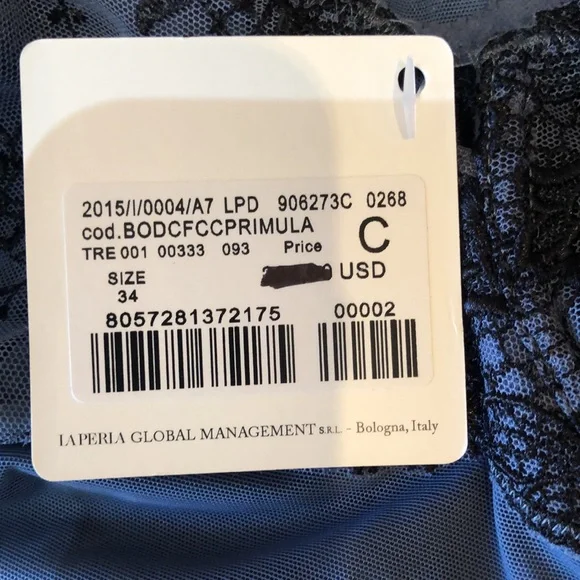 2015/I/0004/A7 LPD 906273C 0268
cod.BODCFCCPRIMULA
C
TRE 001 00333 093 Price
SIZE
USD
34
8057281372175
00002
LA PERLA GLOBAL MANAGEMENT S.R.L. - Bologna, Italy